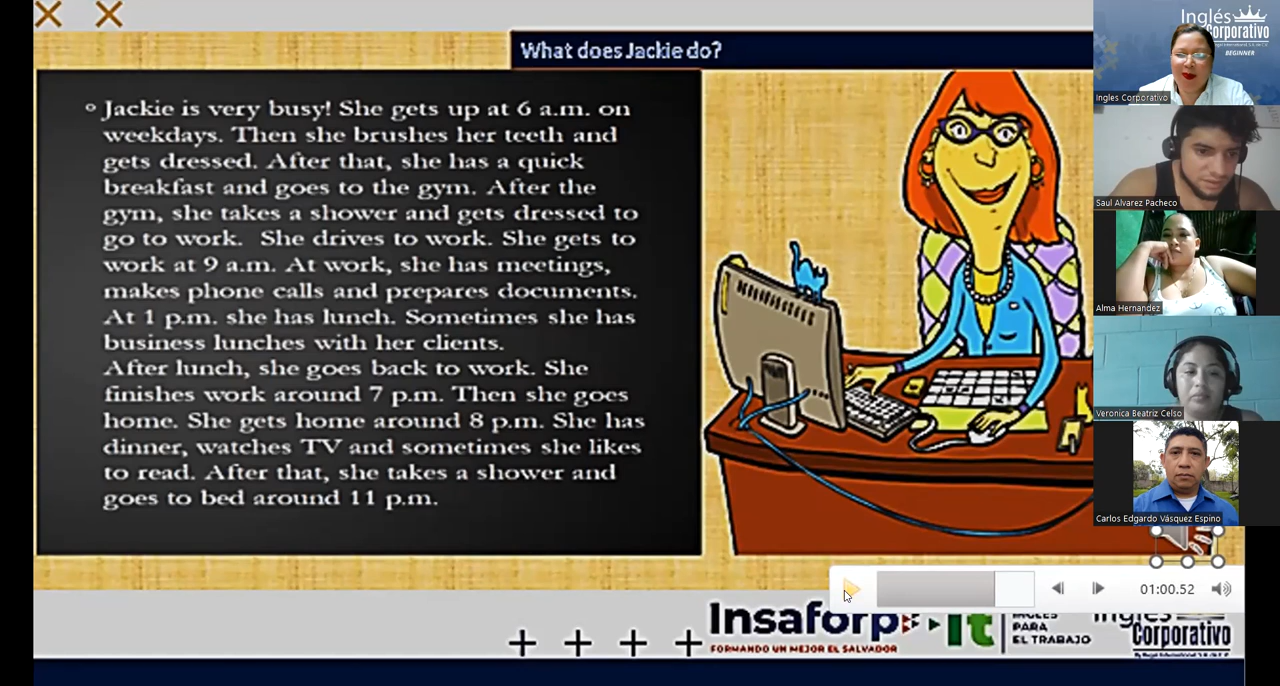 What does Jackie do?
Jackie is very busy! She gets up at 6 a.m. on
weekdays. Then she brushes her teeth and
gets dressed. After that, she has a quick
breakfast and goes to the gym. After the
gym, she takes a shower and gets dressed to
go to work. She drives to work. She gets to
work at 9 a.m. At work, she has meetings,
makes phone calls and prepares documents.
At 1 p.m. she has lunch. Sometimes she has
business lunches with her clients.
After lunch, she goes back to work. She
finishes work around 7 p.m. Then she goes
home. She gets home around 8 p.m. She has
dinner, watches TV and sometimes she likes
to read. After that, she takes a shower and
goes to bed around 11 p.m.
Inglés
Corporativo
BEGINNER
Ingles Corporativo
Saul Alvarez Pacheco
Alma Hernandez
Veronica Beatriz Celso
Carlos Edgardo Vásquez Espino
01:00.52
Insaforp
FORMANDO UN MEJOR EL SALVADOR
INGLÉS
PARA
EL TRABAJO
Inglés
Corporativo